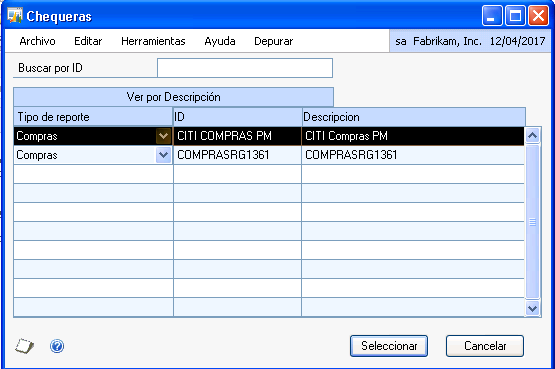 Chequeras
Archivo Editar Herramientas Ayuda Depurar sa Fabrikam, Inc. 12/04/2017
Buscar por ID
Ver por Descripción
Tipo de reporte ID Descripcion
Compras CITI COMPRAS PM CITI Compras PM
Compras COMPRASRG1361 COMPRASRG1361
Seleccionar Cancelar